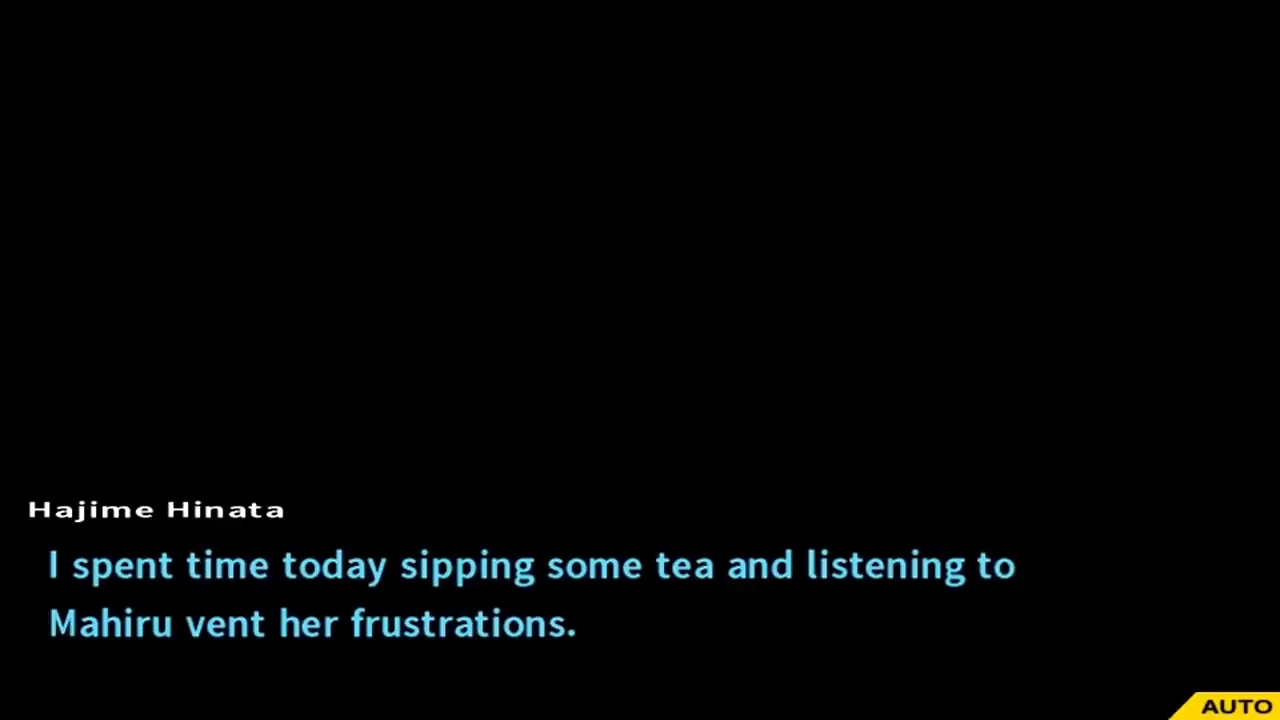 Hajime Hinata
I spent time today sipping some tea and listening to
Mahiru vent her frustrations.
AUTO